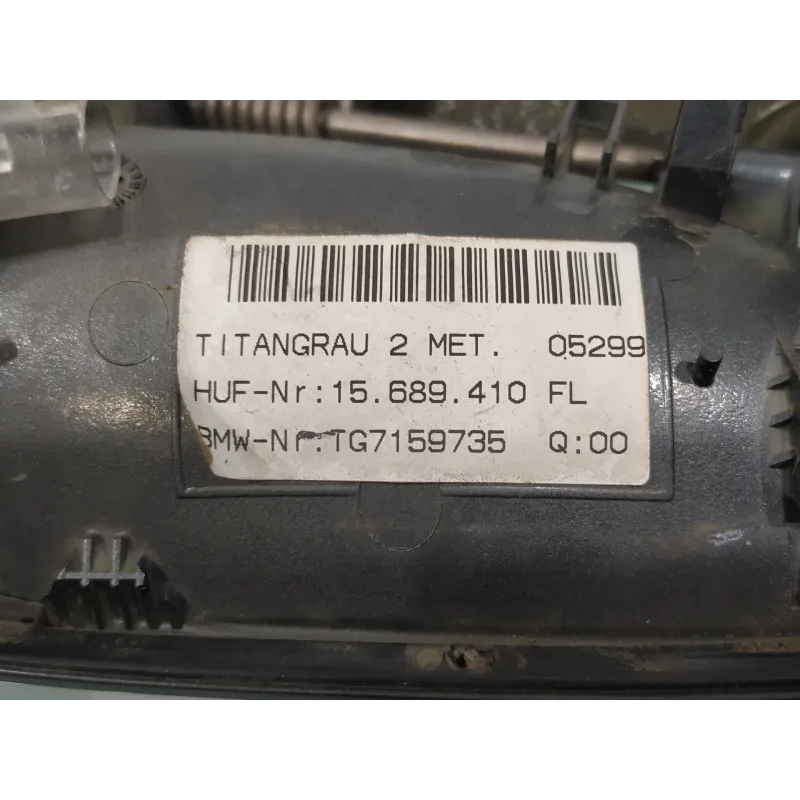 TITANGRAU 2 MET. 05299
HUF-Nr:15.689.410 FL
BMW-Nr:TG7159735 Q:00